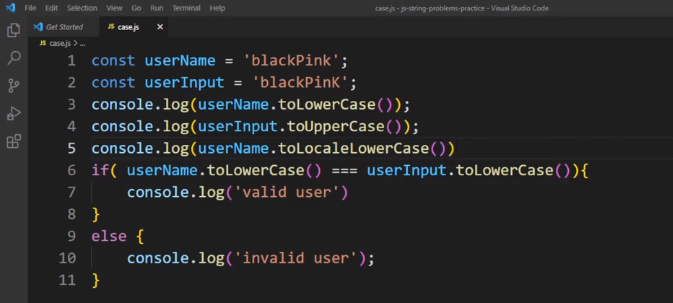 File Edit Selection View Go Run Terminal Help case.js - js-string-problems-practice - Visual Studio Code
Get Started JS case.js ×
JS case.js > ...
1 const userName = 'blackPink';
2 const userInput = 'blackPinK';
3 console.log(userName.toLowerCase());
4 console.log(userInput.toUpperCase());
5 console.log(userName.toLocaleLowerCase())
6 if( userName.toLowerCase() === userInput.toLowerCase()){
7 console.log('valid user')
8 }
9 else {
10 console.log('invalid user');
11 }